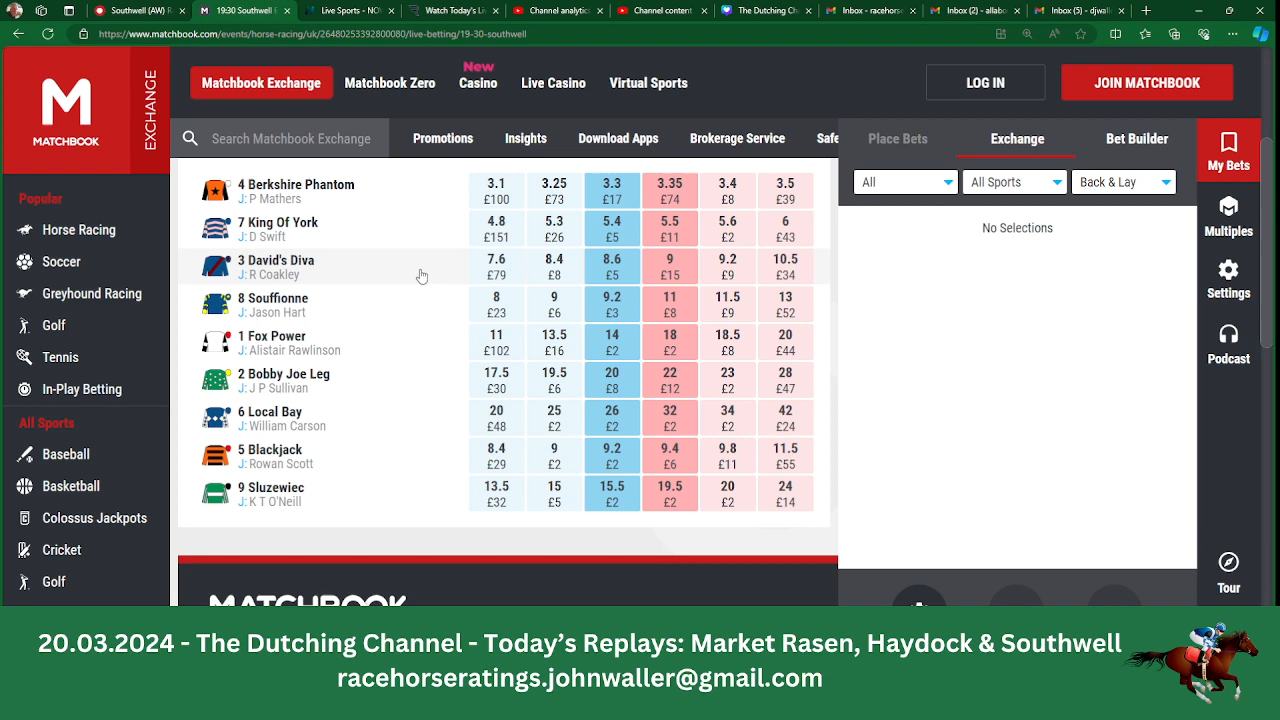 Southwell (AW) R
19:30 Southwell E
Live Sports - NO
Watch Today's Li
Channel analytic
Channel content
The Dutching Ch
Inbox - racehors
Inbox (2) - allabo
Inbox (5) - djwall
https://www.matchbook.com/events/horse-racing/uk/26480253392800080/live-betting/19-30-southwell
MATCHBOOK
EXCHANGE
Matchbook Exchange
Matchbook Zero
New
Casino
Live Casino
Virtual Sports
LOG IN
JOIN MATCHBOOK
Search Matchbook Exchange
Promotions
Insights
Download Apps
Brokerage Service
Safe
Place Bets
Exchange
Bet Builder
My Bets
All
All Sports
Back & Lay
No Selections
Multiples
Settings
Podcast
Tour
Popular
Horse Racing
Soccer
Greyhound Racing
Golf
Tennis
In-Play Betting
All Sports
Baseball
Basketball
Colossus Jackpots
Cricket
Golf
4 Berkshire Phantom 3.1 3.25 3.3 3.35 3.4 3.5
J: P Mathers £100 £73 £17 £74 £8 £39
7 King Of York 4.8 5.3 5.4 5.5 5.6 6
J: D Swift £151 £26 £5 £11 £2 £43
3 David's Diva 7.6 8.4 8.6 9 9.2 10.5
J: R Coakley £79 £8 £5 £15 £9 £34
8 Souffionne 8 9 9.2 11 11.5 13
J: Jason Hart £23 £6 £3 £8 £9 £52
1 Fox Power 11 13.5 14 18 18.5 20
J: Alistair Rawlinson £102 £16 £2 £2 £8 £44
2 Bobby Joe Leg 17.5 19.5 20 22 23 28
J: J P Sullivan £30 £6 £8 £12 £2 £47
6 Local Bay 20 25 26 32 34 42
J: William Carson £48 £2 £2 £2 £2 £24
5 Blackjack 8.4 9 9.2 9.4 9.8 11.5
J: Rowan Scott £29 £2 £2 £6 £11 £55
9 Sluzewiec 13.5 15 15.5 19.5 20 24
J: K T O'Neill £32 £5 £2 £2 £2 £14
MATCHBOOK
20.03.2024 - The Dutching Channel - Today's Replays: Market Rasen, Haydock & Southwell
racehorseratings.johnwaller@gmail.com